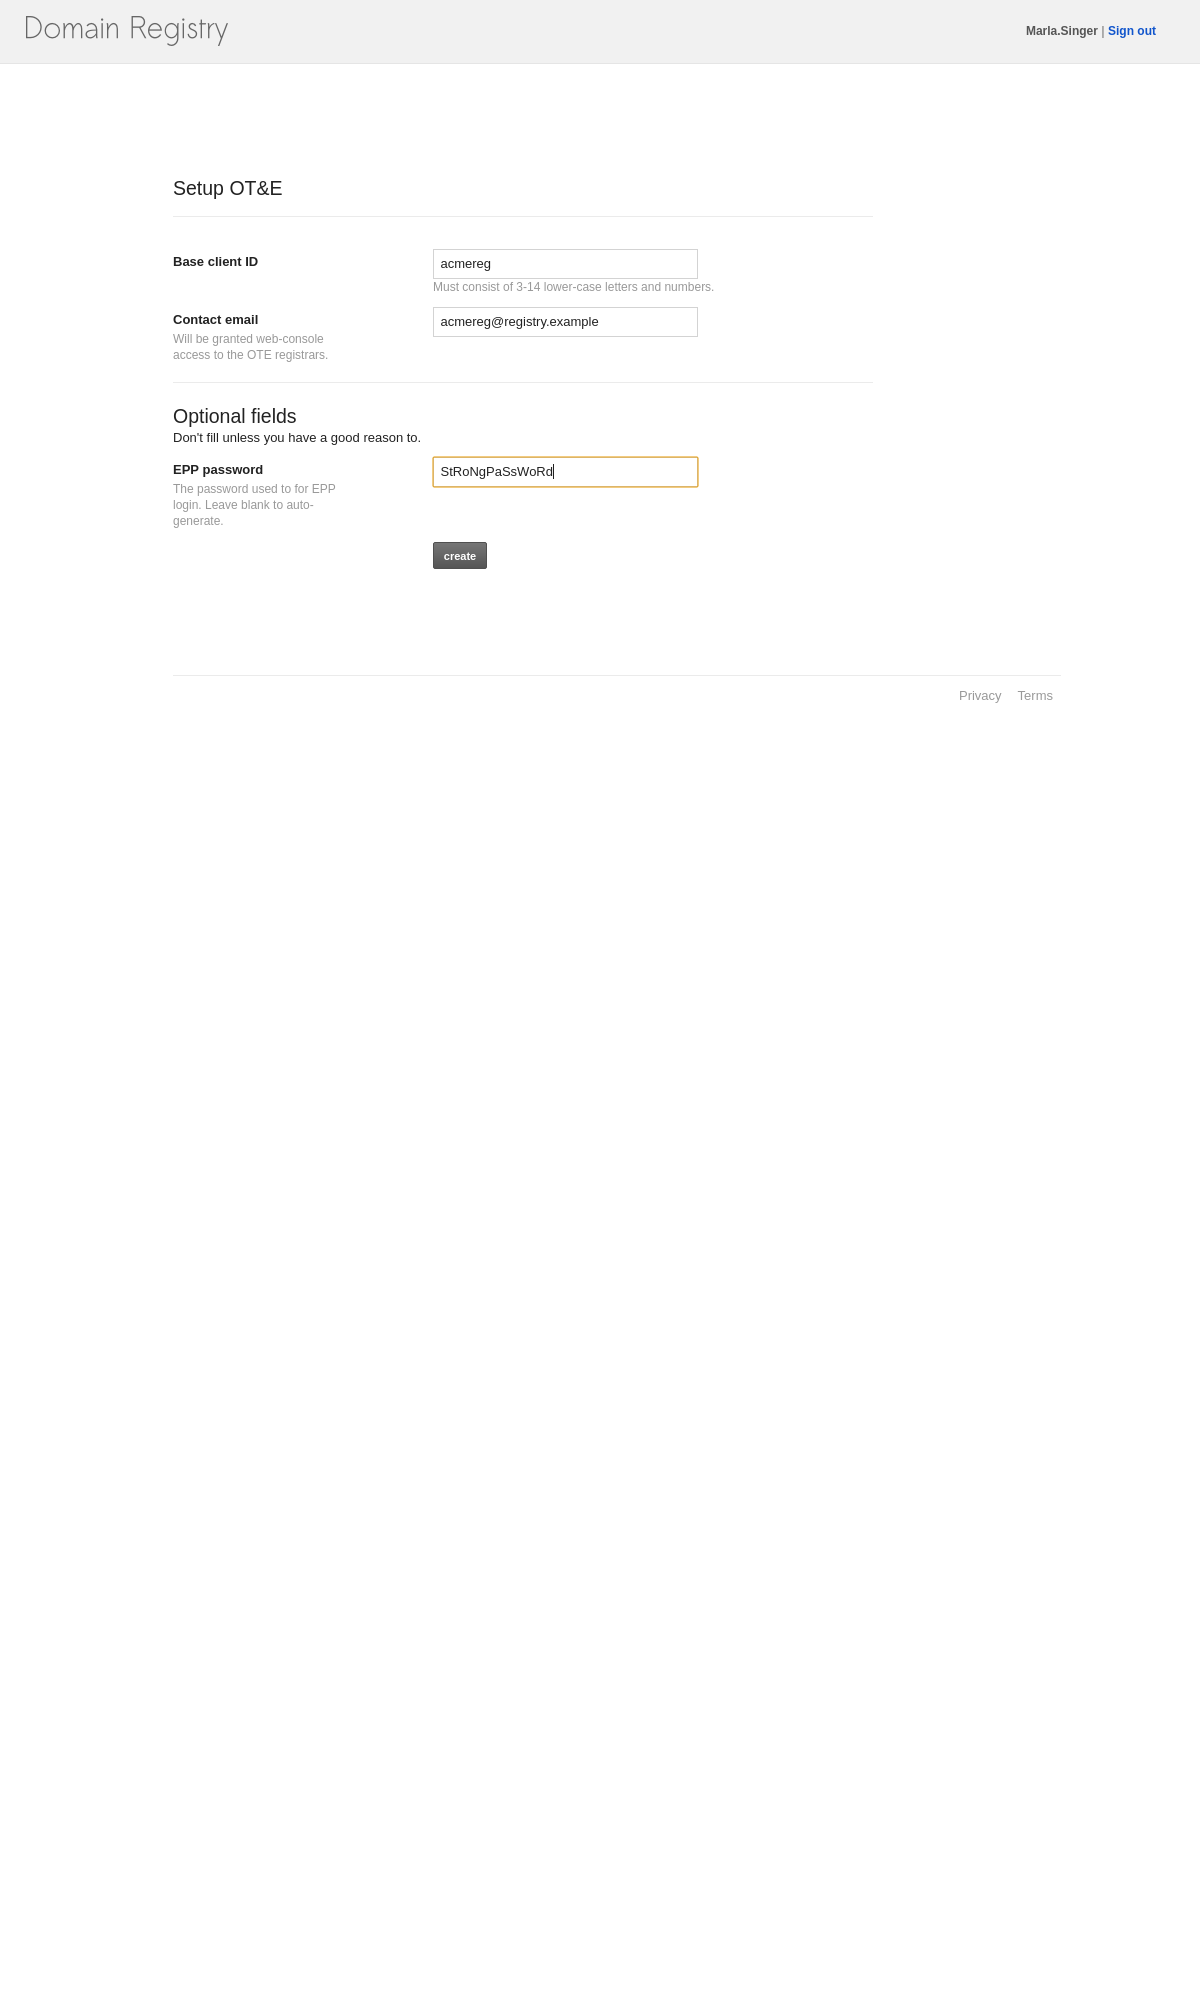 Domain Registry
Marla.Singer | Sign out
Setup OT&E
Base client ID
acmereg
Must consist of 3-14 lower-case letters and numbers.
Contact email
acmereg@registry.example
Will be granted web-console
access to the OTE registrars.
Optional fields
Don't fill unless you have a good reason to.
EPP password
StRoNgPaSsWoRd
The password used to for EPP
login. Leave blank to auto-
generate.
create
Privacy Terms